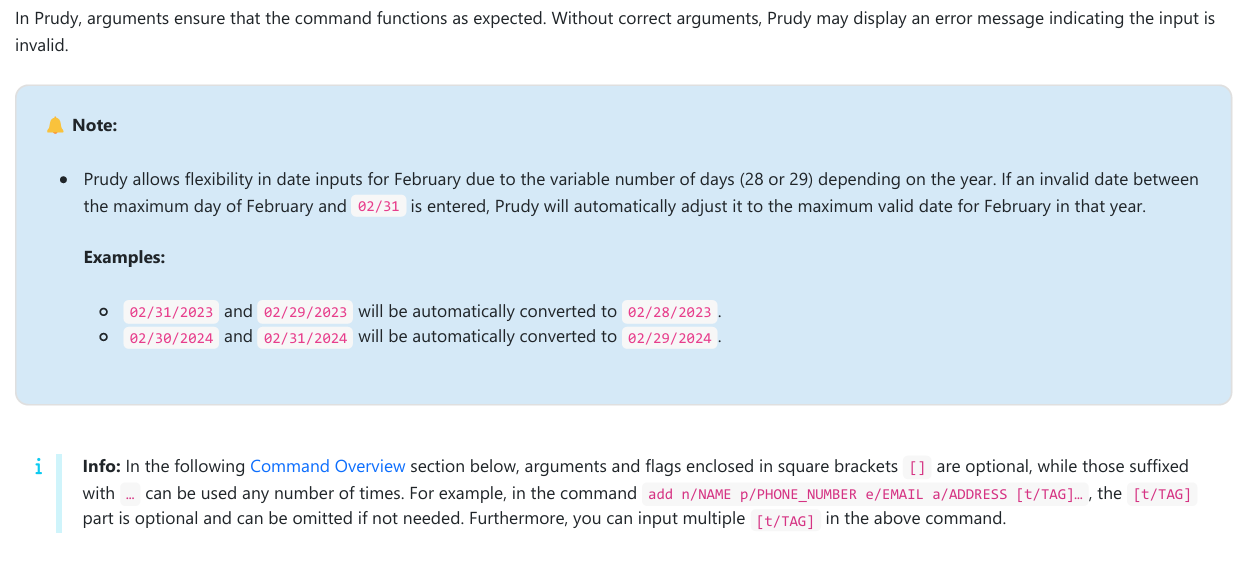 In Prudy, arguments ensure that the command functions as expected. Without correct arguments, Prudy may display an error message indicating the input is
invalid.
Note:
Prudy allows flexibility in date inputs for February due to the variable number of days (28 or 29) depending on the year. If an invalid date between
the maximum day of February and 02/31 is entered, Prudy will automatically adjust it to the maximum valid date for February in that year.
Examples:
02/31/2023 and 02/29/2023 will be automatically converted to 02/28/2023.
02/30/2024 and 02/31/2024 will be automatically converted to 02/29/2024.
Info: In the following Command Overview section below, arguments and flags enclosed in square brackets [] are optional, while those suffixed
with … can be used any number of times. For example, in the command add n/NAME p/PHONE_NUMBER e/EMAIL a/ADDRESS [t/TAG]…, the [t/TAG]
part is optional and can be omitted if not needed. Furthermore, you can input multiple [t/TAG] in the above command.